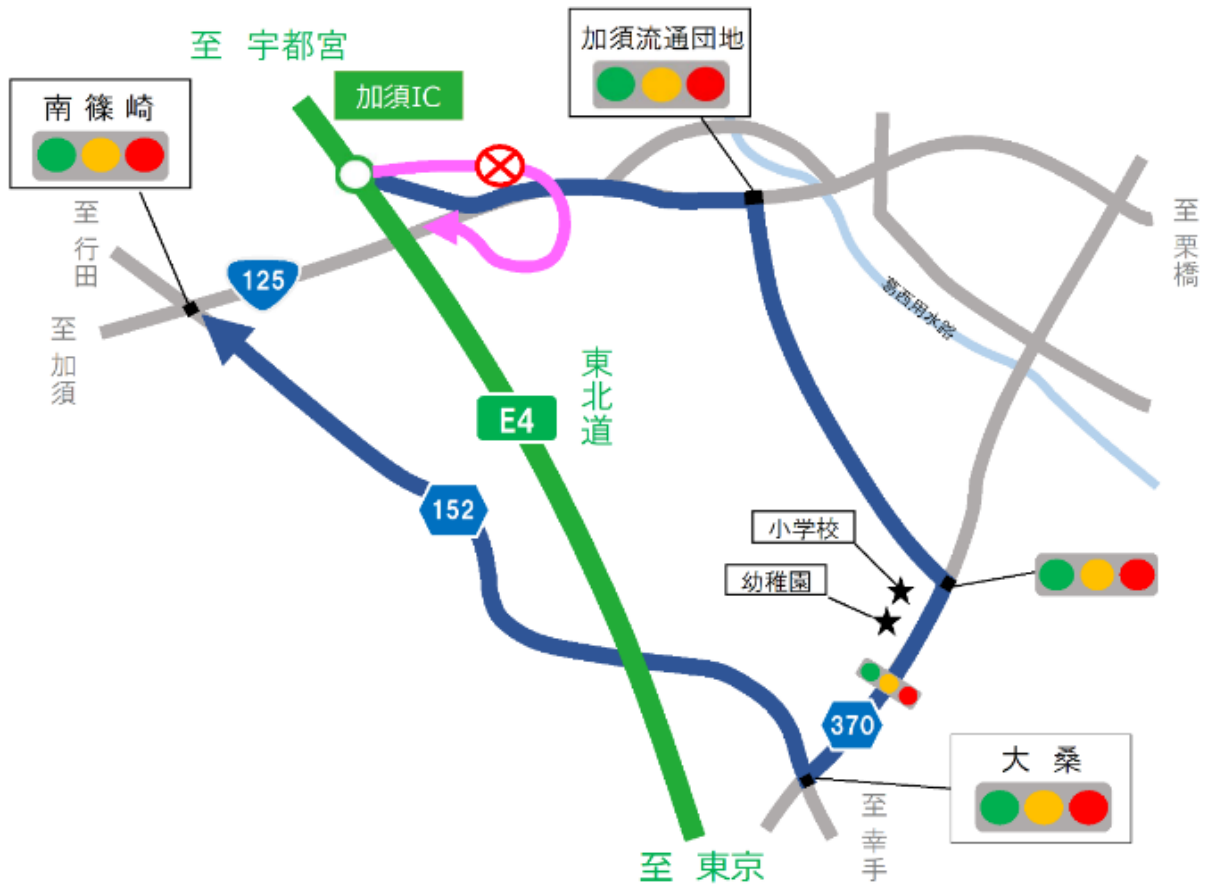 至 宇都宮
加須IC
加須流通団地
南篠崎
至行田
至加須
125
至栗橋
葛西用水路
東北道
E4
152
小学校
幼稚園
370
大桑
至幸手
至 東京